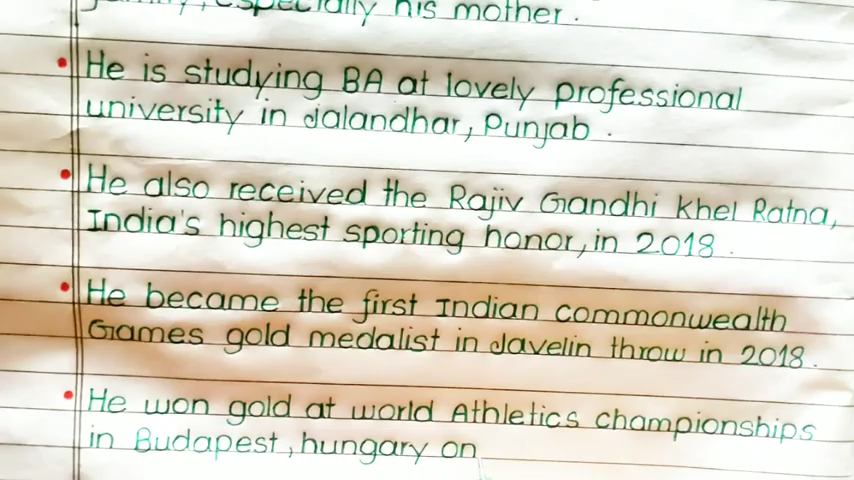 family, especially his mother.
• He is studying BA at lovely professional
university in Jalandhar, Punjab.
• He also received the Rajiv Gandhi Khel Ratna,
India's highest sporting honor, in 2018.
• He became the first Indian commonwealth
Games gold medalist in Javelin throw in 2018.
• He won gold at world Athletics championships
in Budapest, hungary on